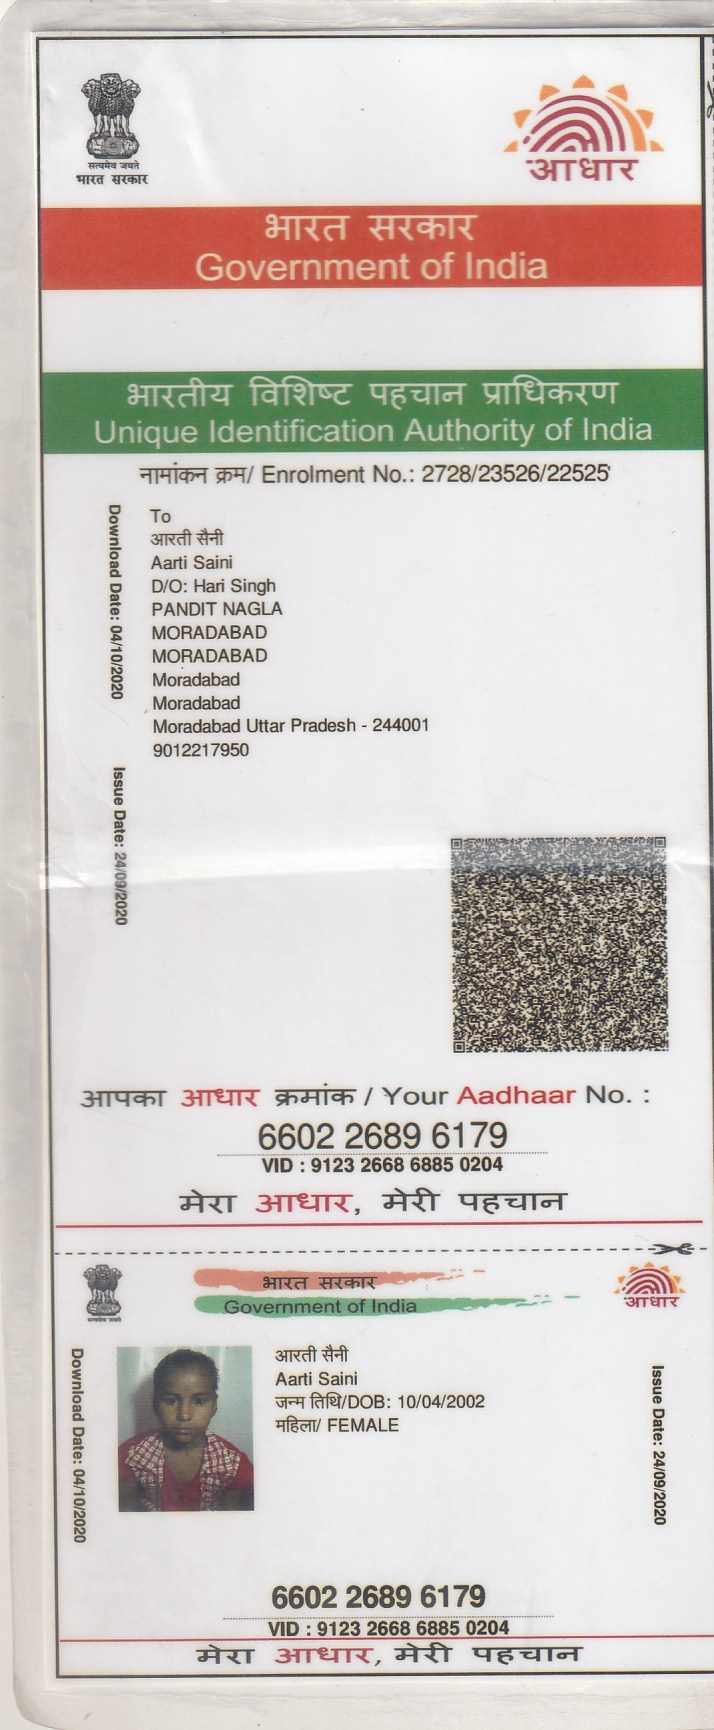 सत्यमेव जयते
भारत सरकार
आधार
भारत सरकार
Government of India
भारतीय विशिष्ट पहचान प्राधिकरण
Unique Identification Authority of India
नामांकन क्रम/ Enrolment No.: 2728/23526/22525
Download Date: 04/10/2020
Issue Date: 24/09/2020
To
आरती सैनी
Aarti Saini
D/O: Hari Singh
PANDIT NAGLA
MORADABAD
MORADABAD
Moradabad
Moradabad
Moradabad Uttar Pradesh - 244001
9012217950
आपका आधार क्रमांक / Your Aadhaar No. :
6602 2689 6179
VID : 9123 2668 6885 0204
मेरा आधार, मेरी पहचान
भारत सरकार
Government of India
आधार
सत्यमेव जयते
Download Date: 04/10/2020
आरती सैनी
Aarti Saini
जन्म तिथि/DOB: 10/04/2002
महिला/ FEMALE
Issue Date: 24/09/2020
6602 2689 6179
VID : 9123 2668 6885 0204
मेरा आधार, मेरी पहचान